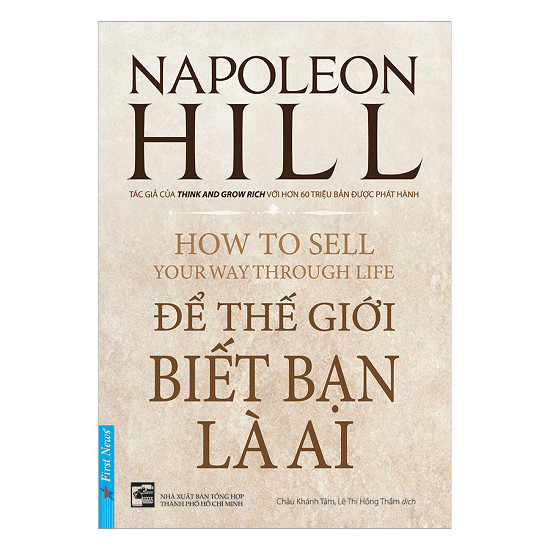 NAPOLEON
HILL
TÁC GIẢ CỦA THINK AND GROW RICH VỚI HƠN 60 TRIỆU BẢN ĐƯỢC PHÁT HÀNH
HOW TO SELL
YOUR WAY THROUGH LIFE
ĐỂ THẾ GIỚI
BIẾT BẠN
LÀ AI
First News
NHÀ XUẤT BẢN TỔNG HỢP
THÀNH PHỐ HỒ CHÍ MINH
Châu Khánh Tâm, Lê Thị Hồng Thắm dịch